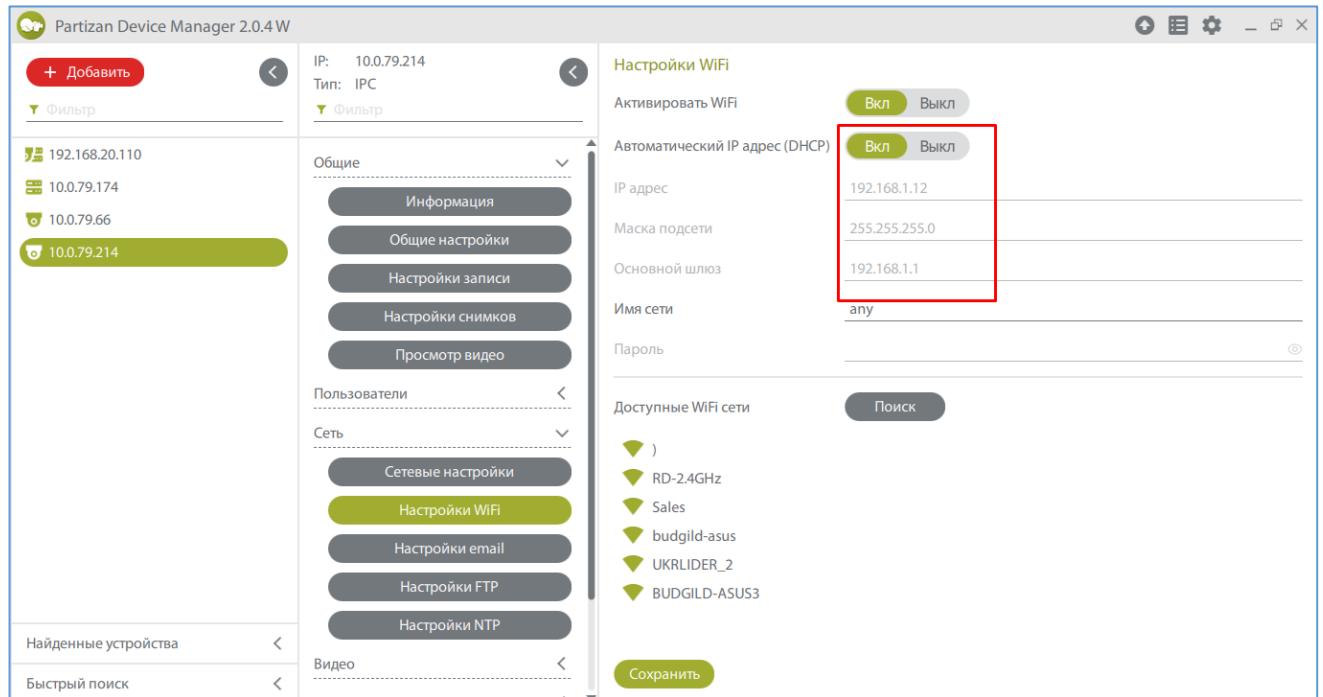 Partizan Device Manager 2.0.4 W
+ Добавить
Фильтр
192.168.20.110
10.0.79.174
10.0.79.66
10.0.79.214
Найденные устройства
Быстрый поиск
IP: 10.0.79.214
Тип: IPC
Фильтр
Общие
Информация
Общие настройки
Настройки записи
Настройки снимков
Просмотр видео
Пользователи
Сеть
Сетевые настройки
Настройки WiFi
Настройки email
Настройки FTP
Настройки NTP
Видео
Настройки WiFi
Активировать WiFi Вкл Выкл
Автоматический IP адрес (DHCP) Вкл Выкл
IP адрес 192.168.1.12
Маска подсети 255.255.255.0
Основной шлюз 192.168.1.1
Имя сети any
Пароль
Доступные WiFi сети Поиск
)
RD-2.4GHz
Sales
budgild-asus
UKRLIDER_2
BUDGILD-ASUS3
Сохранить